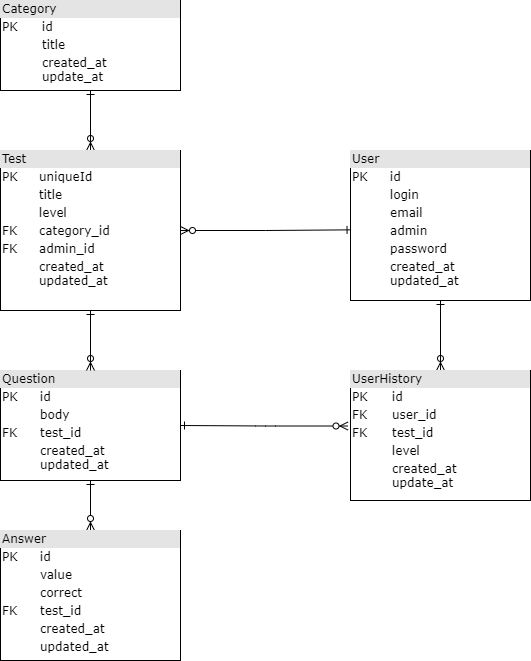 Category
PK id
title
created_at
update_at
Test
PK uniqueId
title
level
FK category_id
FK admin_id
created_at
updated_at
User
PK id
login
email
admin
password
created_at
updated_at
Question
PK id
body
FK test_id
created_at
updated_at
UserHistory
PK id
FK user_id
FK test_id
level
created_at
update_at
Answer
PK id
value
correct
FK test_id
created_at
updated_at